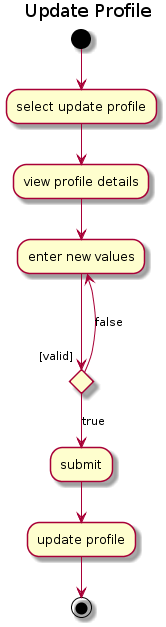 Update Profile
select update profile
view profile details
enter new values
false
[valid]
true
submit
update profile